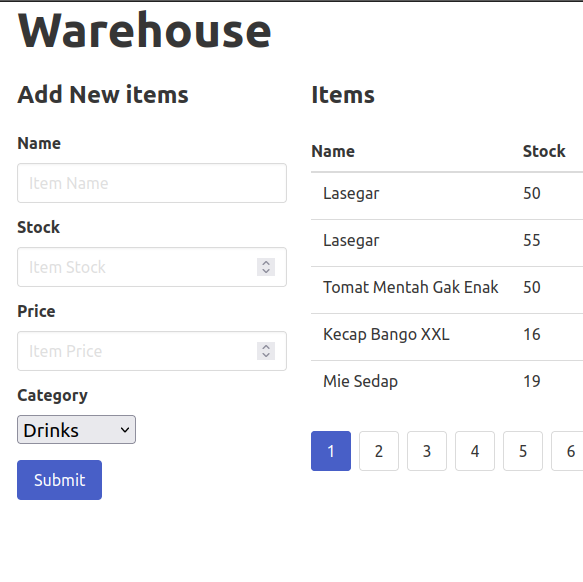 Warehouse
Add New items
Name
Item Name
Stock
Item Stock
Price
Item Price
Category
Drinks
Submit
Items
Name Stock
Lasegar 50
Lasegar 55
Tomat Mentah Gak Enak 50
Kecap Bango XXL 16
Mie Sedap 19
1 2 3 4 5 6